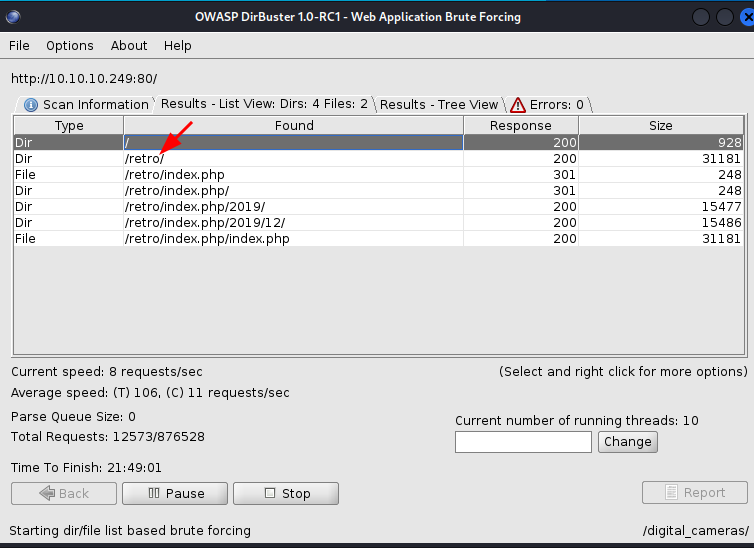 OWASP DirBuster 1.0-RC1 - Web Application Brute Forcing
File Options About Help
http://10.10.10.249:80/
Scan Information Results - List View: Dirs: 4 Files: 2 Results - Tree View Errors: 0
Type Found Response Size
Dir / 200 928
Dir /retro/ 200 31181
File /retro/index.php 301 248
Dir /retro/index.php/ 301 248
Dir /retro/index.php/2019/ 200 15477
Dir /retro/index.php/2019/12/ 200 15486
File /retro/index.php/index.php 200 31181
Current speed: 8 requests/sec (Select and right click for more options)
Average speed: (T) 106, (C) 11 requests/sec
Parse Queue Size: 0
Current number of running threads: 10
Total Requests: 12573/876528
Change
Time To Finish: 21:49:01
Back Pause Stop Report
Starting dir/file list based brute forcing /digital_cameras/